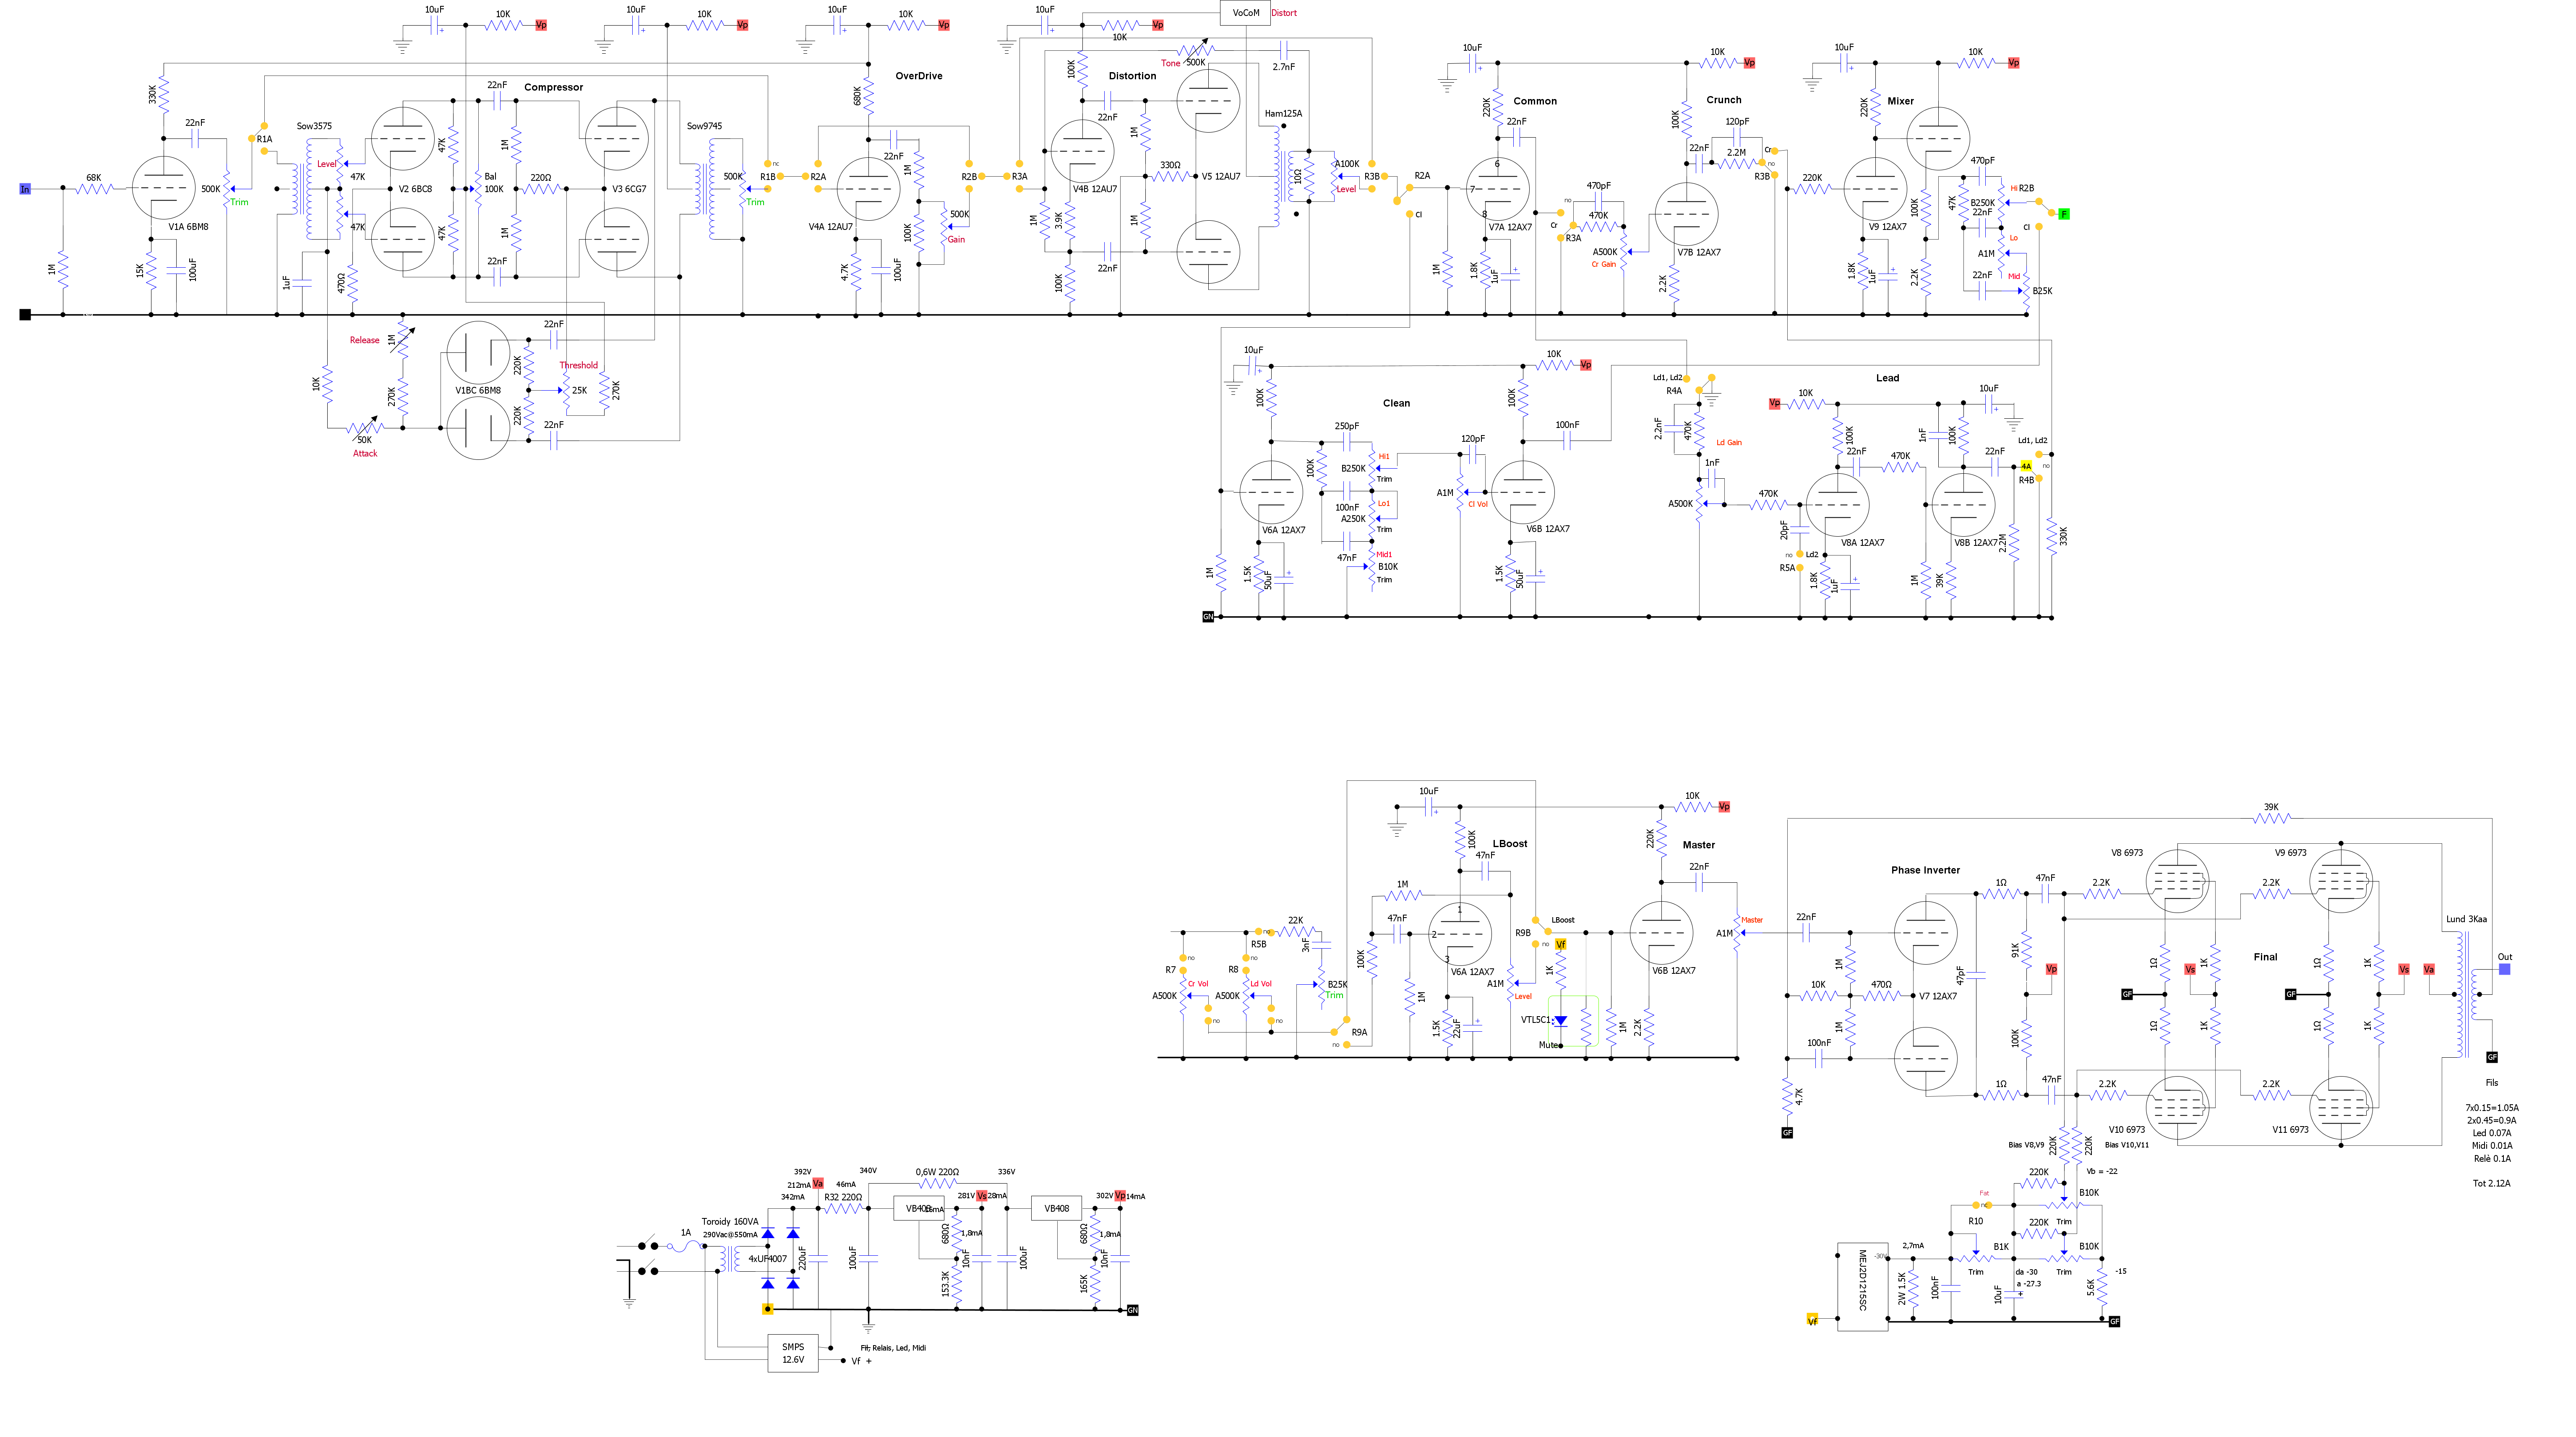 10uF
10K
Vp
10uF
10K
Vp
10uF
10K
Vp
10uF
10K
Vp
VoCoM
Distort
330K
22nF
R1A
Compressor
Sow3575
Level
47K
47K
22nF
V2 6BC8
47K
47K
1M
1M
Bal
100K
220Ω
22nF
V3 6CG7
Sow9745
500K
Trim
R1B
no
R2A
In
68K
1M
V1A 6BM8
15K
100uF
500K
Trim
1uF
470Ω
OverDrive
680K
22nF
1M
V4A 12AU7
4.7K
100uF
100K
500K
Gain
R2B
R3A
Distortion
100K
22nF
V4B 12AU7
1M
3.9K
100K
22nF
1M
1M
330Ω
V5 12AU7
Tone
500K
2.7nF
Ham125A
10Ω
A100K
Level
R3B
R2A
Cl
10uF
220K
Common
22nF
6
7
8
V7A 12AX7
1M
1.8K
1uF
no
Cr
R3A
470pF
470K
A500K
Cr Gain
10K
Vp
Crunch
100K
120pF
22nF
2.2M
Cr
no
R3B
V7B 12AX7
2.2K
10uF
10K
Vp
Mixer
220K
220K
V9 12AX7
1.8K
1uF
100K
2.2K
470pF
47K
B250K
22nF
Hi
R2B
Lo
A1M
Mid
22nF
B25K
Cl
F
Release
1M
10K
270K
50K
Attack
V1BC 6BM8
22nF
220K
220K
22nF
Threshold
25K
270K
10uF
10K
Vp
100K
100K
Clean
100nF
250pF
100K
B250K
Hi1
Trim
100nF
Lo1
A250K
Trim
47nF
Mid1
B10K
Trim
120pF
A1M
Cl Vol
V6A 12AX7
V6B 12AX7
1M
1.5K
50uF
1.5K
50uF
GN
Ld1, Ld2
R4A
2.2nF
470K
Ld Gain
1nF
A500K
470K
Lead
Vp
10K
10uF
100K
22nF
470K
1nF
100K
22nF
Ld1, Ld2
4A
no
R4B
20pF
no
Ld2
R5A
V8A 12AX7
V8B 12AX7
1.8K
1uF
1M
39K
2.2M
330K
10uF
10K
Vp
LBoost
Master
100K
47nF
220K
22nF
1M
47nF
1
2
3
V6A 12AX7
100K
1M
1.5K
22uF
A1M
Level
R9B
LBoost
no
Vf
1K
VTL5C1
Mute
1M
2.2K
V6B 12AX7
A1M
Master
R5B
no
22K
3nF
B25K
Trim
no
R7
Cr Vol
A500K
no
no
R8
Ld Vol
A500K
no
R9A
no
39K
Phase Inverter
22nF
1M
10K
470Ω
1M
100nF
4.7K
GF
V7 12AX7
47pF
1Ω
47nF
91K
Vp
100K
1Ω
47nF
2.2K
2.2K
V8 6973
V9 6973
1Ω
1Ω
1K
1K
Vs
GF
Final
GF
1Ω
1Ω
1K
1K
Vs
Va
Lund 3Kaa
Out
GF
2.2K
2.2K
V10 6973
V11 6973
Fils
7x0.15=1.05A
2x0.45=0.9A
Led 0.07A
Midi 0.01A
Relè 0.1A
Tot 2.12A
Bias V8,V9
220K
220K
Bias V10,V11
Vb = -22
220K
B10K
Fat
no
R10
220K
Trim
B1K
B10K
Trim
Trim
da -30
a -27.3
-15
MEJ2D1215SC
-30V
2,7mA
2W 1.5K
100nF
10uF
5.6K
Vf
GF
392V
212mA
Va
342mA
46mA
R32 220Ω
340V
0,6W 220Ω
336V
Toroidy 160VA
290Vac@550mA
1A
4xUF4007
220uF
100uF
VB408
281V
Vs
28mA
680Ω
1,8mA
153.3K
10nF
100uF
VB408
302V
Vp
14mA
680Ω
1,8mA
165K
10nF
GN
SMPS
12.6V
Fil, Relais, Led, Midi
Vf +